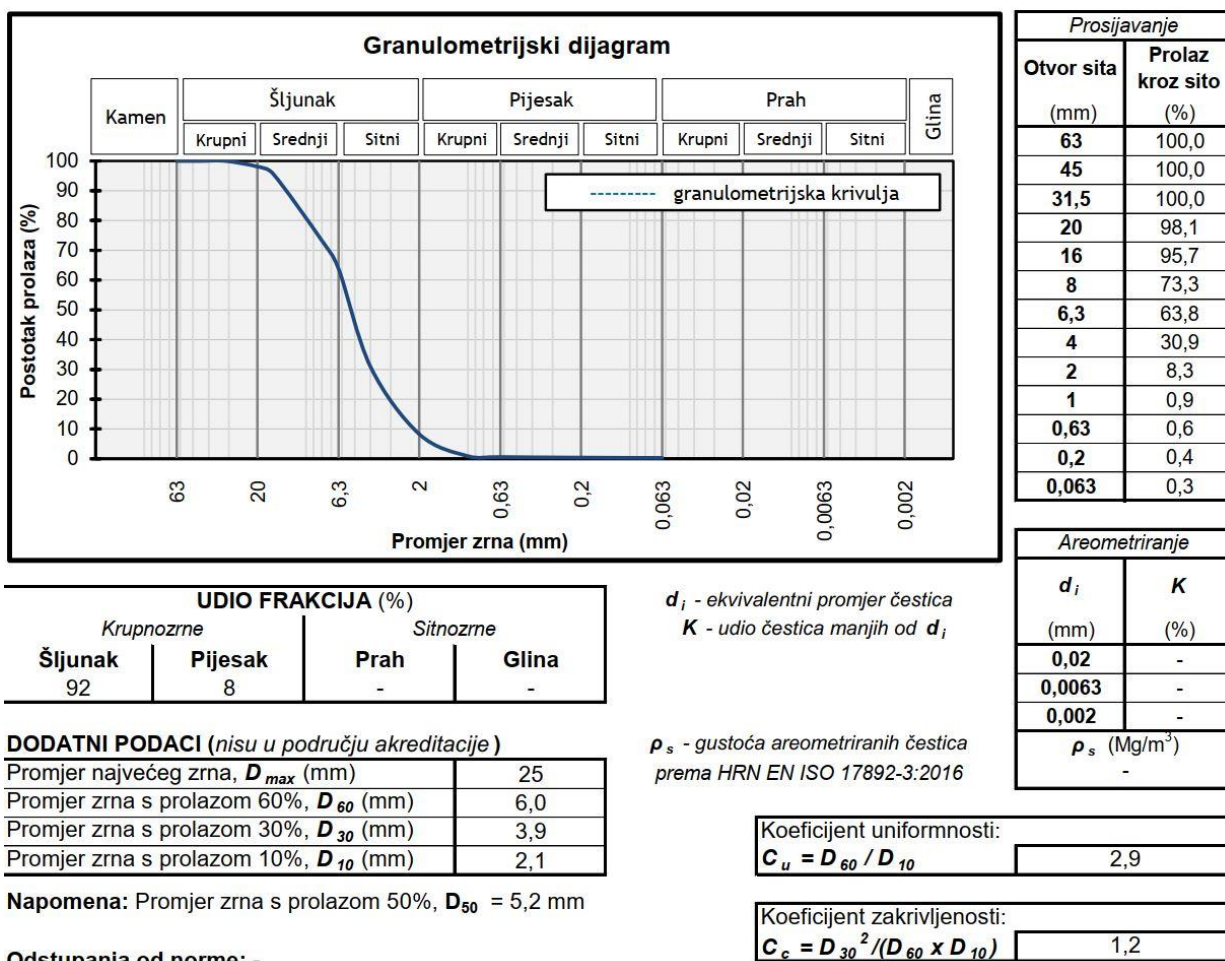 Granulometrijski dijagram
Kamen Šljunak Pijesak Prah Glina
Krupni Srednji Sitni Krupni Srednji Sitni Krupni Srednji Sitni
granulometrijska krivulja
Postotak prolaza (%)
100
90
80
70
60
50
40
30
20
10
0
63 20 6,3 2 0,63 0,2 0,063 0,02 0,0063 0,002
Promjer zrna (mm)
Prosijavanje
Otvor sita Prolaz kroz sito
(mm) (%)
63 100,0
45 100,0
31,5 100,0
20 98,1
16 95,7
8 73,3
6,3 63,8
4 30,9
2 8,3
1 0,9
0,63 0,6
0,2 0,4
0,063 0,3
Areometriranje
d i K
(mm) (%)
0,02 -
0,0063 -
0,002 -
ρ s (Mg/m³)
-
UDIO FRAKCIJA (%)
Krupnozrne Sitnozrne
Šljunak Pijesak Prah Glina
92 8 - -
d i - ekvivalentni promjer čestica
K - udio čestica manjih od d i
DODATNI PODACI (nisu u području akreditacije)
Promjer najvećeg zrna, D max (mm) 25
Promjer zrna s prolazom 60%, D 60 (mm) 6,0
Promjer zrna s prolazom 30%, D 30 (mm) 3,9
Promjer zrna s prolazom 10%, D 10 (mm) 2,1
ρ s - gustoća areometriranih čestica
prema HRN EN ISO 17892-3:2016
Koeficijent uniformnosti:
C u = D 60 / D 10 2,9
Napomena: Promjer zrna s prolazom 50%, D50 = 5,2 mm
Koeficijent zakrivljenosti:
C c = D 30 ²/(D 60 x D 10) 1,2
Odstupanja od norme: -